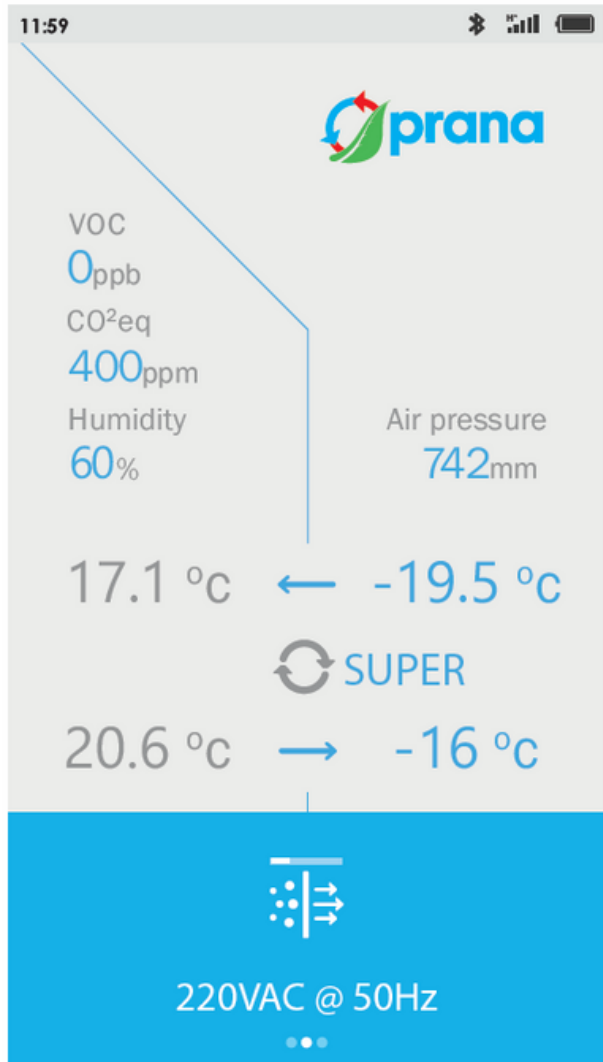 11:59
H+
prana
VOC
0ppb
CO²eq
400ppm
Humidity
60%
Air pressure
742mm
17.1 °c ← -19.5 °c
SUPER
20.6 °c → -16 °c
220VAC @ 50Hz